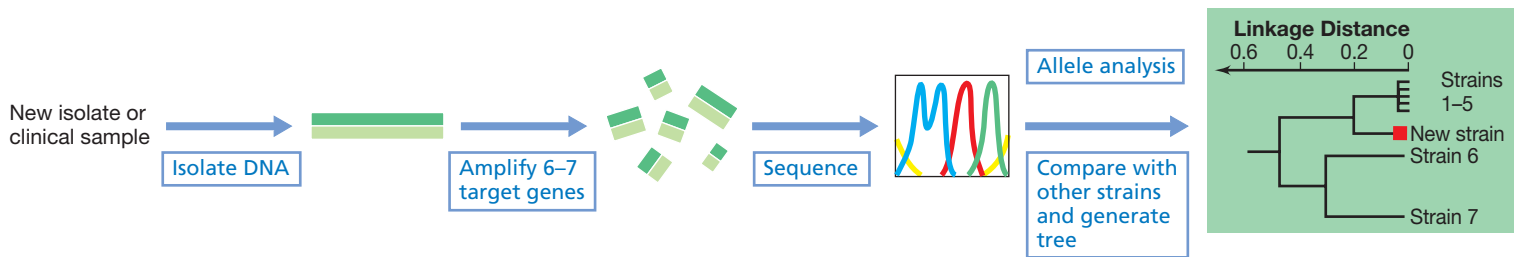 New isolate or
clinical sample
Isolate DNA
Amplify 6–7
target genes
Sequence
Allele analysis
Compare with
other strains
and generate
tree
Linkage Distance
0.6 0.4 0.2 0
Strains
1–5
New strain
Strain 6
Strain 7